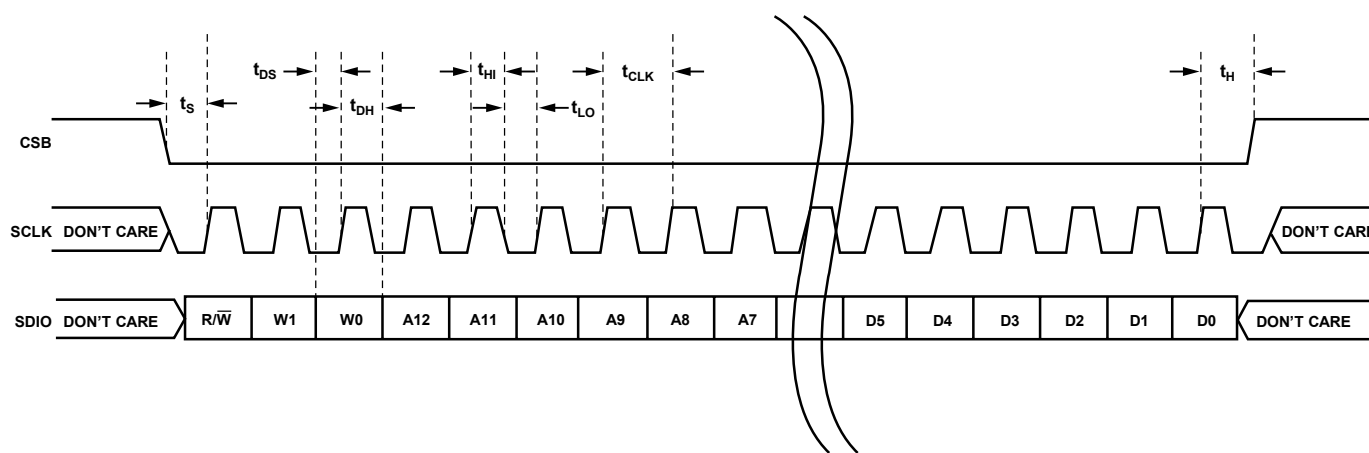 tDS
tHI
tCLK
tH
tS
tDH
tLO
CSB
SCLK DON'T CARE
DON'T CARE
SDIO DON'T CARE
R/W̅
W1
W0
A12
A11
A10
A9
A8
A7
D5
D4
D3
D2
D1
D0
DON'T CARE